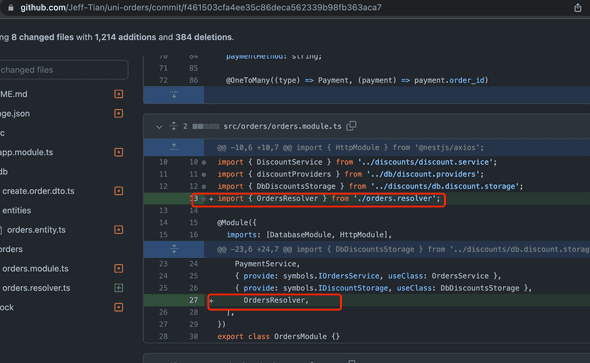 github.com/Jeff-Tian/uni-orders/commit/f461503cfa4ee35c86deca562339b98fb363aca7
ng 8 changed files with 1,214 additions and 384 deletions.
changed files
ME.md
ge.json
c
app.module.ts
db
create.order.dto.ts
entities
orders.entity.ts
orders
orders.module.ts
orders.resolver.ts
ock
70 84 paymentMethod: string;
71 85
72 86 @OneToMany((type) => Payment, (payment) => payment.order_id)
2 src/orders/orders.module.ts
@@ -10,6 +10,7 @@ import { HttpModule } from '@nestjs/axios';
10 10 import { DiscountService } from '../discounts/discount.service';
11 11 import { discountProviders } from '../db/discount.providers';
12 12 import { DbDiscountsStorage } from '../discounts/db.discount.storage';
13 + import { OrdersResolver } from './orders.resolver';
13 14
14 15 @Module({
15 16 imports: [DatabaseModule, HttpModule],
@@ -23,6 +24,7 @@ import { DbDiscountsStorage } from '../discounts/db.discount.storag
23 24 PaymentService,
24 25 { provide: symbols.IOrdersService, useClass: OrdersService },
25 26 { provide: symbols.IDiscountStorage, useClass: DbDiscountsStorage },
27 + OrdersResolver,
26 28 ],
27 29 })
28 30 export class OrdersModule {}